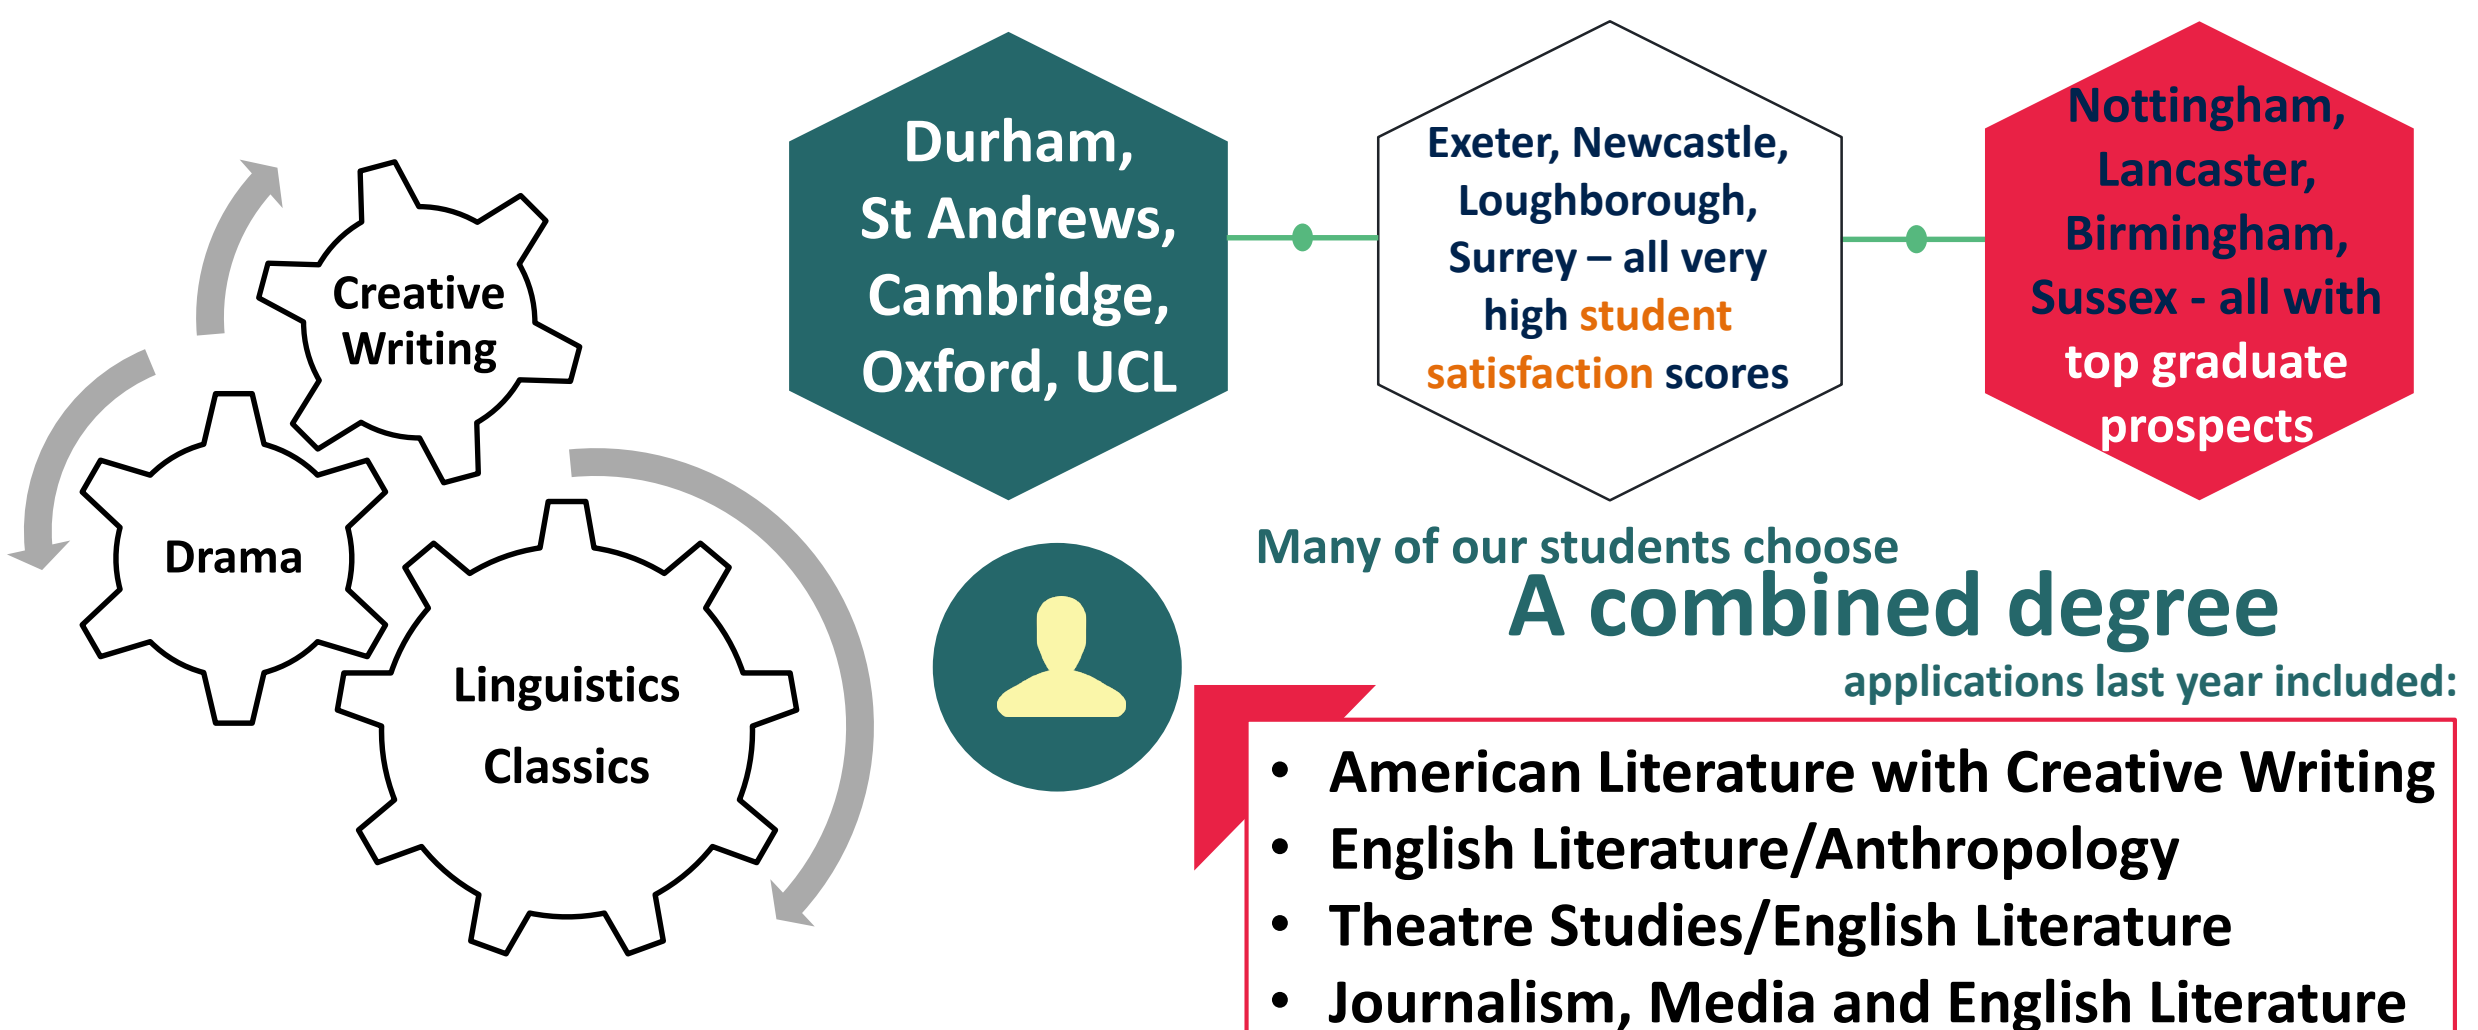 Creative
Writing
Drama
Linguistics
Classics
Durham,
St Andrews,
Cambridge,
Oxford, UCL
Exeter, Newcastle,
Loughborough,
Surrey – all very
high student
satisfaction scores
Nottingham,
Lancaster,
Birmingham,
Sussex - all with
top graduate
prospects
Many of our students choose
A combined degree
applications last year included:
• American Literature with Creative Writing
• English Literature/Anthropology
• Theatre Studies/English Literature
• Journalism, Media and English Literature